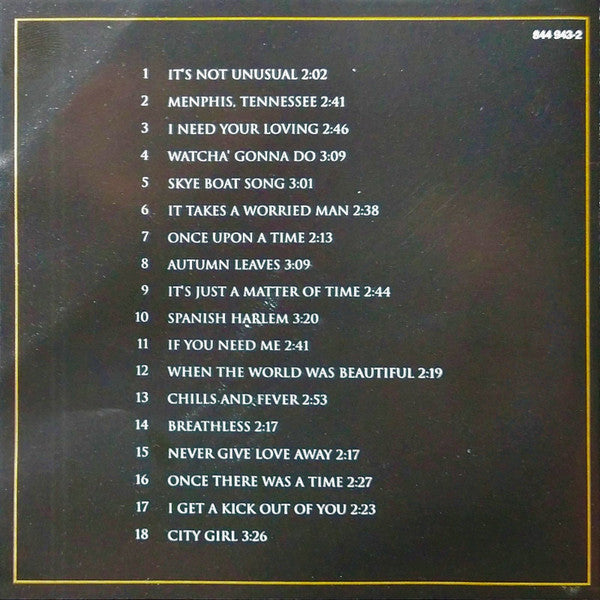 844 943-2
1 IT'S NOT UNUSUAL 2:02
2 MENPHIS, TENNESSEE 2:41
3 I NEED YOUR LOVING 2:46
4 WATCHA' GONNA DO 3:09
5 SKYE BOAT SONG 3:01
6 IT TAKES A WORRIED MAN 2:38
7 ONCE UPON A TIME 2:13
8 AUTUMN LEAVES 3:09
9 IT'S JUST A MATTER OF TIME 2:44
10 SPANISH HARLEM 3:20
11 IF YOU NEED ME 2:41
12 WHEN THE WORLD WAS BEAUTIFUL 2:19
13 CHILLS AND FEVER 2:53
14 BREATHLESS 2:17
15 NEVER GIVE LOVE AWAY 2:17
16 ONCE THERE WAS A TIME 2:27
17 I GET A KICK OUT OF YOU 2:23
18 CITY GIRL 3:26